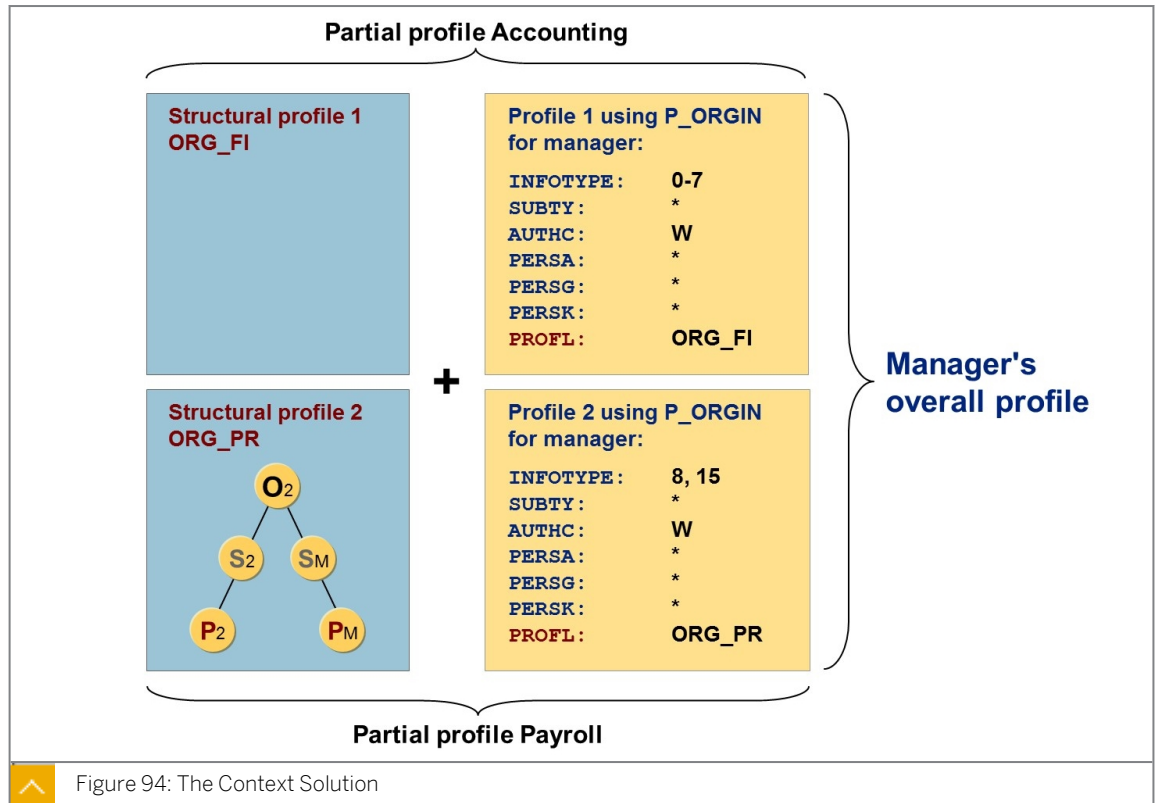 Partial profile Accounting
Structural profile 1
ORG_FI
Profile 1 using P_ORGIN
for manager:
INFOTYPE: 0-7
SUBTY: *
AUTHC: W
PERSA: *
PERSG: *
PERSK: *
PROFL: ORG_FI
+
Manager's
overall profile
Structural profile 2
ORG_PR
O2
S2 SM
P2 PM
Profile 2 using P_ORGIN
for manager:
INFOTYPE: 8, 15
SUBTY: *
AUTHC: W
PERSA: *
PERSG: *
PERSK: *
PROFL: ORG_PR
Partial profile Payroll
Figure 94: The Context Solution